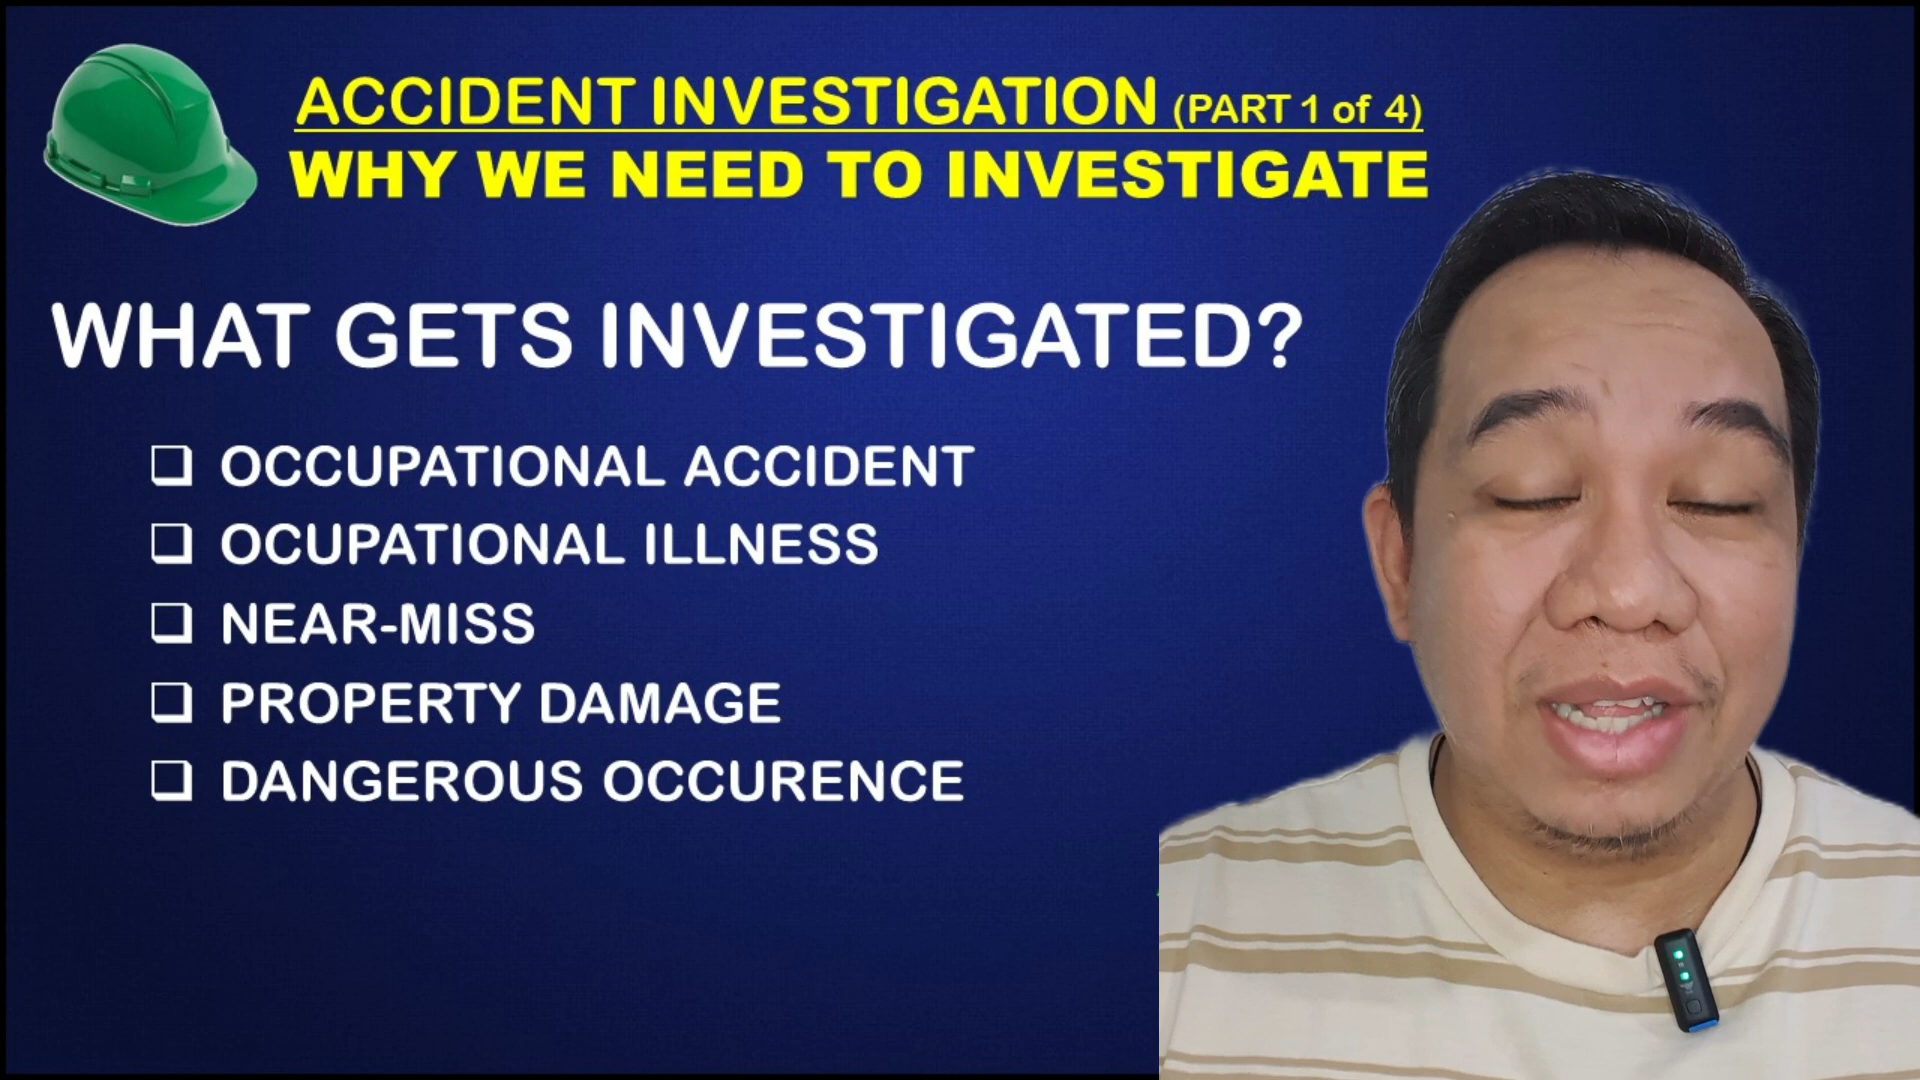 ACCIDENT INVESTIGATION (PART 1 of 4)
WHY WE NEED TO INVESTIGATE
WHAT GETS INVESTIGATED?
❑ OCCUPATIONAL ACCIDENT
❑ OCUPATIONAL ILLNESS
❑ NEAR-MISS
❑ PROPERTY DAMAGE
❑ DANGEROUS OCCURENCE